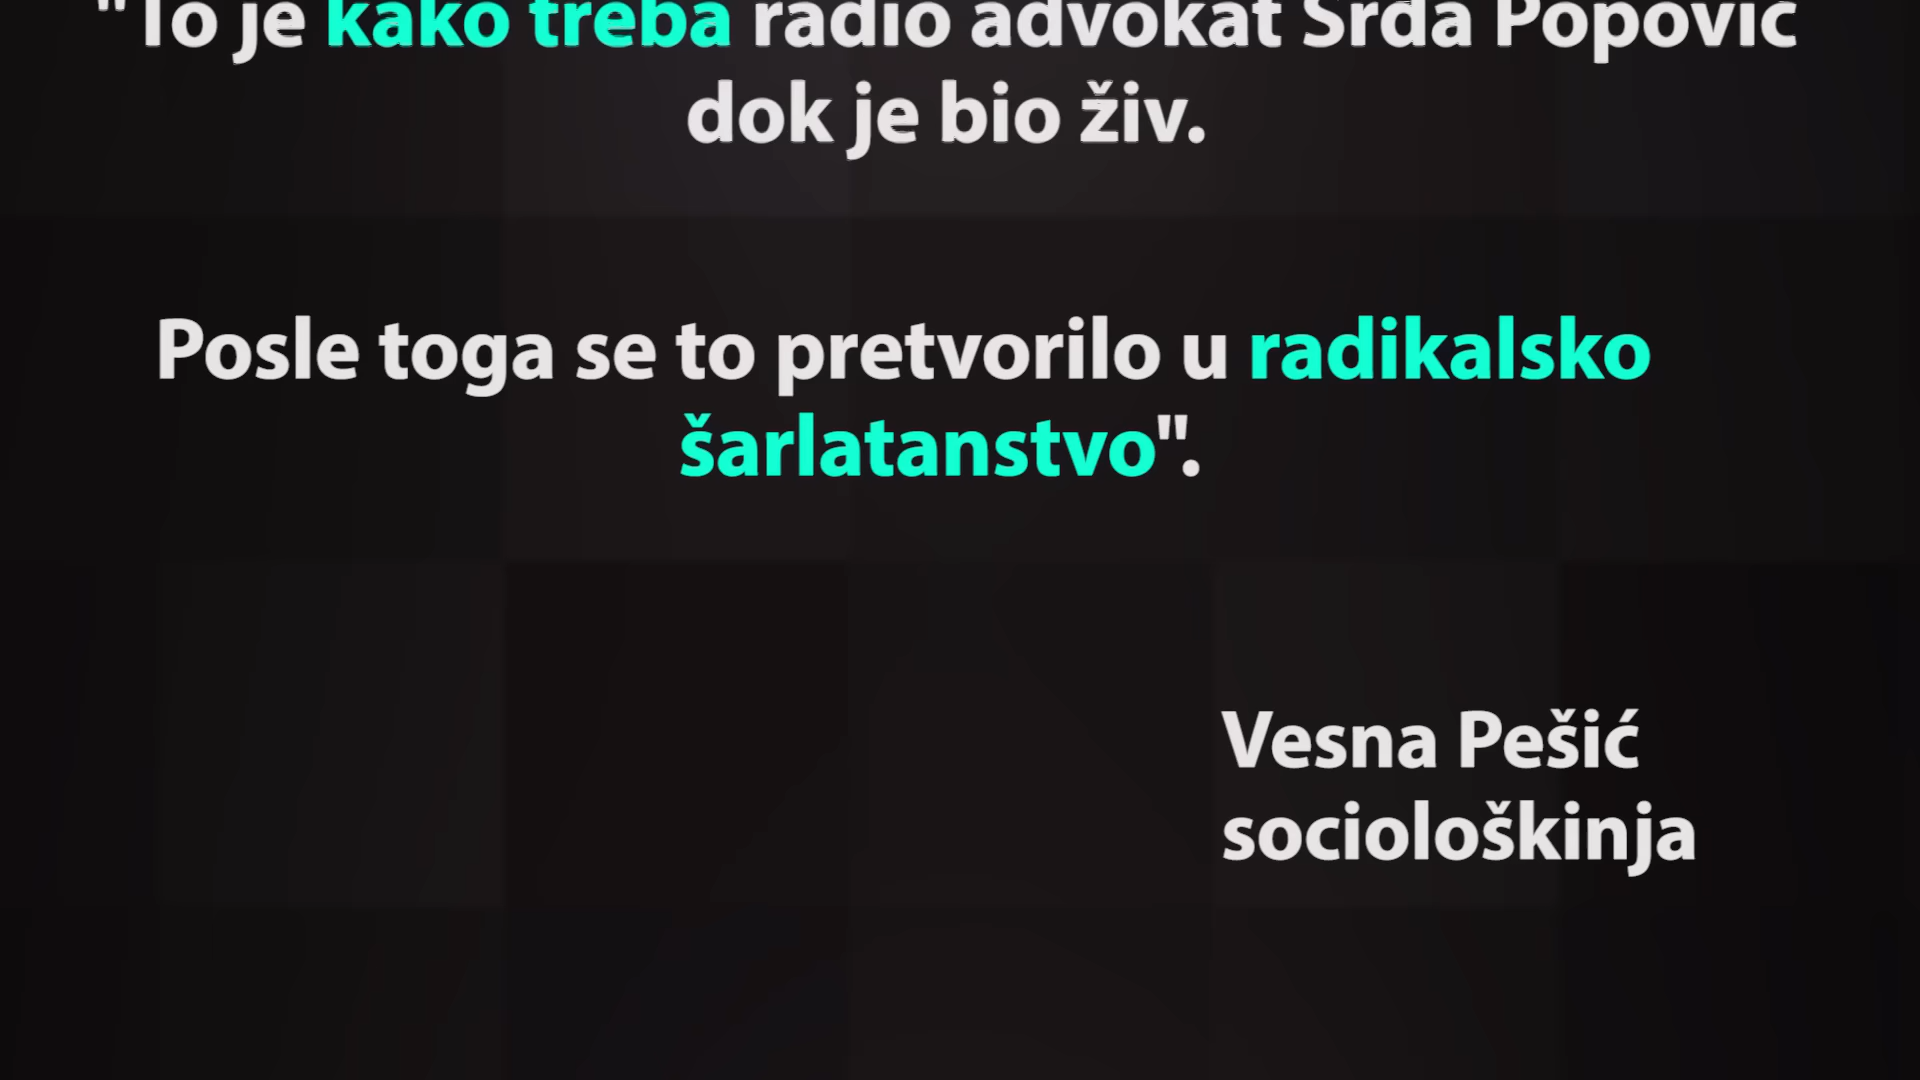 "To je kako treba radio advokat Srđa Popović
dok je bio živ.
Posle toga se to pretvorilo u radikalsko
šarlatanstvo".
Vesna Pešić
sociološkinja